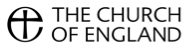 THE CHURCH
OF ENGLAND